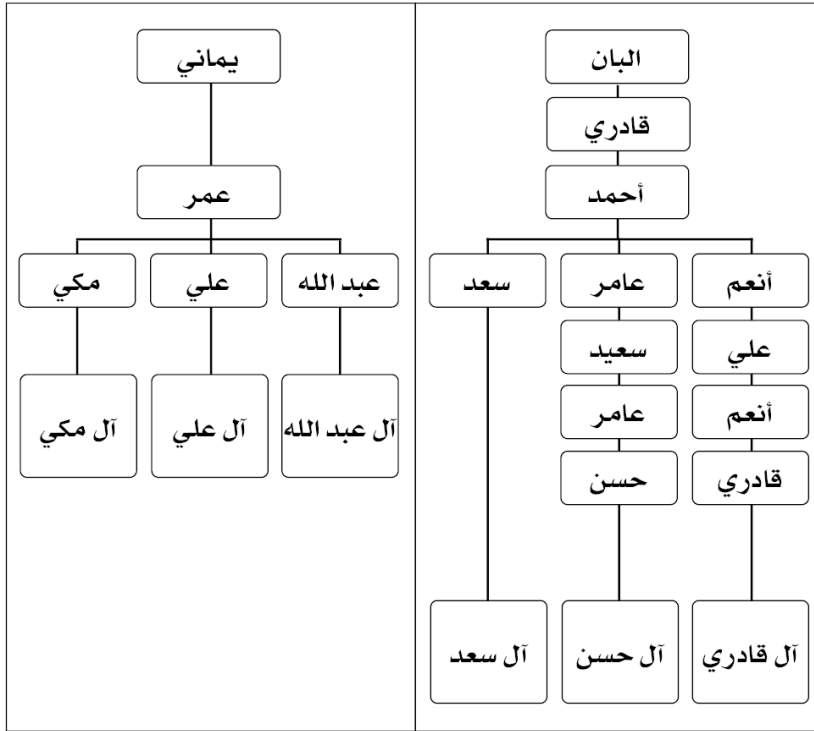 البان
قادري
أحمد
أنعم
عامر
سعد
علي
سعيد
أنعم
عامر
قادري
حسن
آل قادري
آل حسن
آل سعد
يماني
عمر
عبد الله
علي
مكي
آل عبد الله
آل علي
آل مكي